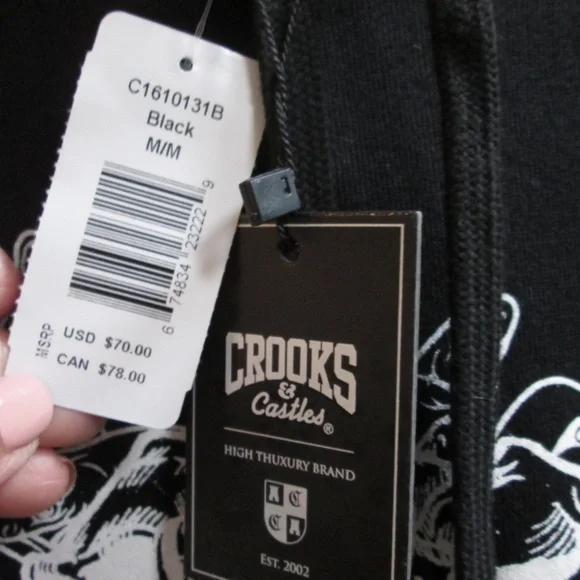 C1610131B
Black
M/M
6 74834 23222 9
MSRP
USD $70.00
CAN $78.00
CROOKS
&
Castles®
HIGH THUXURY BRAND
C
C A
EST. 2002